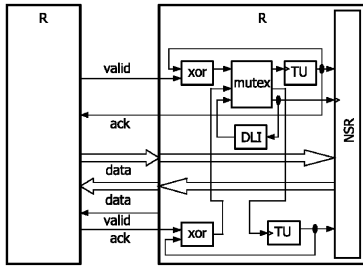 R
R
valid
xor
mutex
TU
ack
DLI
NSR
data
data
valid
ack
xor
TU